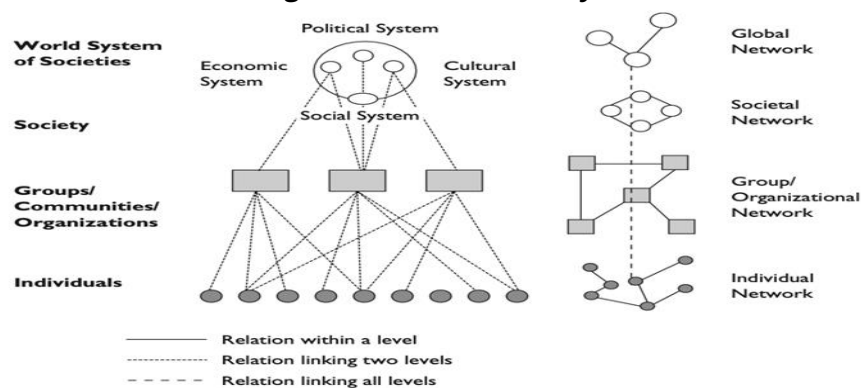 World System
of Societies
Society
Groups/
Communities/
Organizations
Individuals
Political System
Economic
System
Cultural
System
Social System
Global
Network
Societal
Network
Group/
Organizational
Network
Individual
Network
Relation within a level
Relation linking two levels
Relation linking all levels